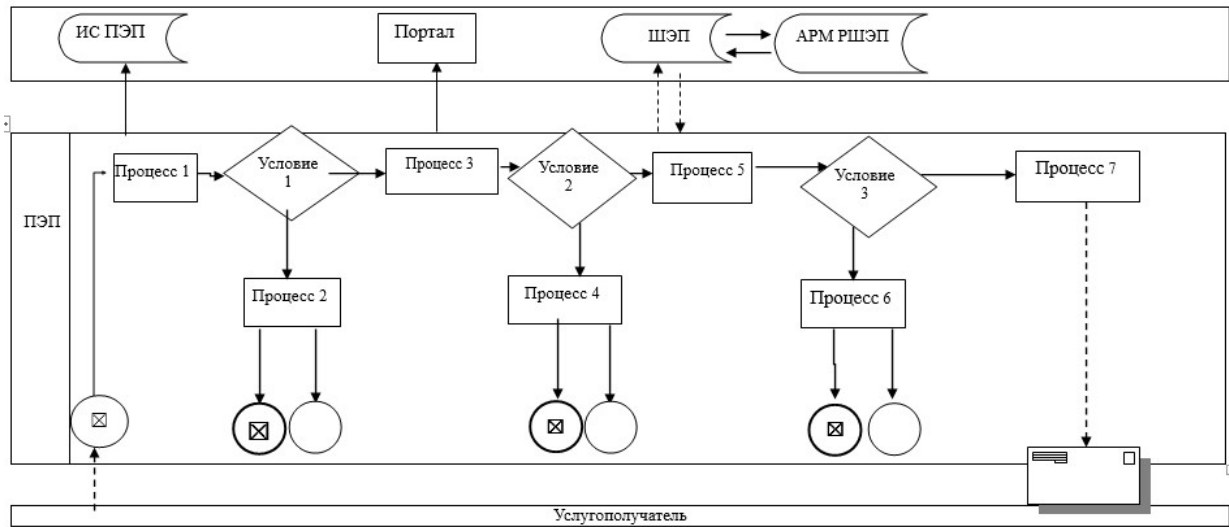 ИС ПЭП
Портал
ШЭП
АРМ РШЭП
ПЭП
Процесс 1
Условие
1
Процесс 3
Условие
2
Процесс 5
Условие
3
Процесс 7
Процесс 2
Процесс 4
Процесс 6
Услугополучатель